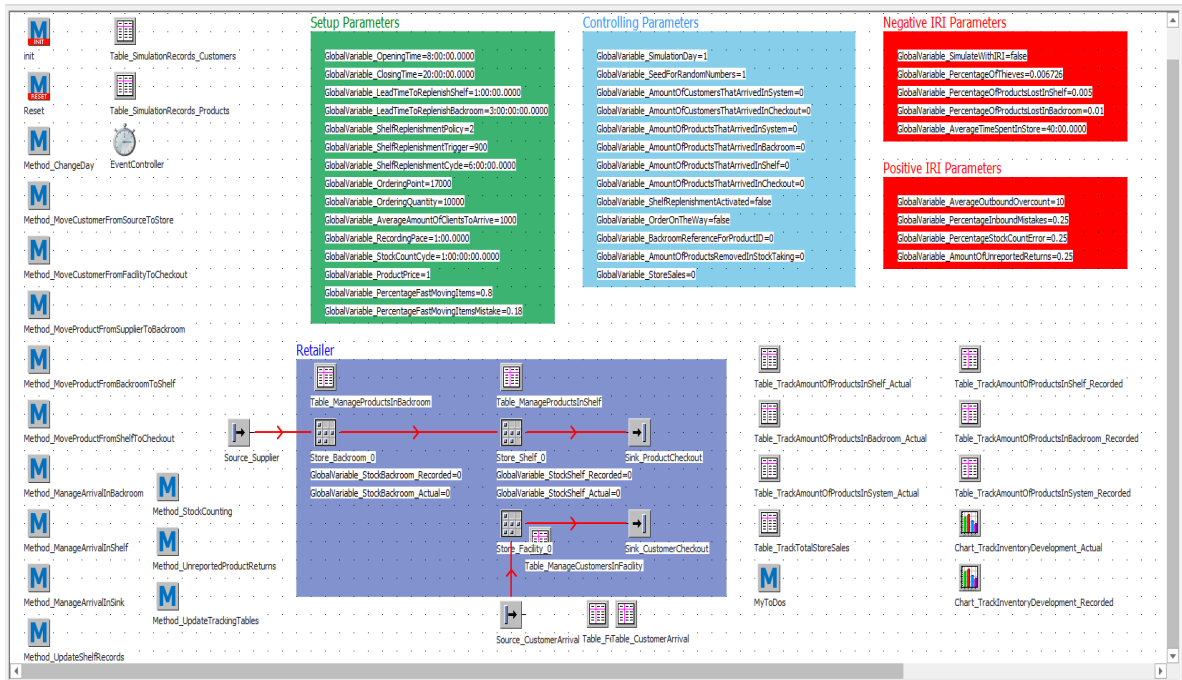 Setup Parameters
Controlling Parameters
Negative IRI Parameters
M
INIT
init
Table_SimulationRecords_Customers
M
RESET
Reset
Table_SimulationRecords_Products
M
Method_ChangeDay
EventController
M
Method_MoveCustomerFromSourceToStore
M
Method_MoveCustomerFromFacilityToCheckout
M
Method_MoveProductFromSupplierToBackroom
GlobalVariable_OpeningTime=8:00:00.0000
GlobalVariable_ClosingTime=20:00:00.0000
GlobalVariable_LeadTimeToReplenishShelf=1:00:00.0000
GlobalVariable_LeadTimeToReplenishBackroom=3:00:00:00.0000
GlobalVariable_ShelfReplenishmentPolicy=2
GlobalVariable_ShelfReplenishmentTrigger=900
GlobalVariable_ShelfReplenishmentCycle=6:00:00.0000
GlobalVariable_OrderingPoint=17000
GlobalVariable_OrderingQuantity=10000
GlobalVariable_AverageAmountOfClientsToArrive=1000
GlobalVariable_RecordingPace=1:00.0000
GlobalVariable_StockCountCycle=1:00:00:00.0000
GlobalVariable_ProductPrice=1
GlobalVariable_PercentageFastMovingItems=0.8
GlobalVariable_PercentageFastMovingItemsMistake=0.18
GlobalVariable_SimulationDay=1
GlobalVariable_SeedForRandomNumbers=1
GlobalVariable_AmountOfCustomersThatArrivedInSystem=0
GlobalVariable_AmountOfCustomersThatArrivedInCheckout=0
GlobalVariable_AmountOfProductsThatArrivedInSystem=0
GlobalVariable_AmountOfProductsThatArrivedInBackroom=0
GlobalVariable_AmountOfProductsThatArrivedInShelf=0
GlobalVariable_AmountOfProductsThatArrivedInCheckout=0
GlobalVariable_ShelfReplenishmentActivated=false
GlobalVariable_OrderOnTheWay=false
GlobalVariable_BackroomReferenceForProductID=0
GlobalVariable_AmountOfProductsRemovedInStockTaking=0
GlobalVariable_StoreSales=0
GlobalVariable_SimulateWithIRI=false
GlobalVariable_PercentageOfThieves=0.006726
GlobalVariable_PercentageOfProductsLostInShelf=0.005
GlobalVariable_PercentageOfProductsLostInBackroom=0.01
GlobalVariable_AverageTimeSpentInStore=40:00.0000
Positive IRI Parameters
GlobalVariable_AverageOutboundOvercount=10
GlobalVariable_PercentageInboundMistakes=0.25
GlobalVariable_PercentageStockCountError=0.25
GlobalVariable_AmountOfUnreportedReturns=0.25
M
Method_MoveProductFromBackroomToShelf
M
Method_MoveProductFromShelfToCheckout
M
Method_ManageArrivalInBackroom
M
Method_StockCounting
M
Method_ManageArrivalInShelf
M
Method_UnreportedProductReturns
M
Method_ManageArrivalInSink
M
Method_UpdateTrackingTables
M
Method_UpdateShelfRecords
Retailer
Table_ManageProductsInBackroom
Table_ManageProductsInShelf
Source_Supplier
Store_Backroom_0
Store_Shelf_0
Sink_ProductCheckout
GlobalVariable_StockBackroom_Recorded=0
GlobalVariable_StockShelf_Recorded=0
GlobalVariable_StockBackroom_Actual=0
GlobalVariable_StockShelf_Actual=0
Store_Facility_0
Sink_CustomerCheckout
Table_ManageCustomersInFacility
Source_CustomerArrival
Table_Fr
Table_CustomerArrival
Table_TrackAmountOfProductsInShelf_Actual
Table_TrackAmountOfProductsInShelf_Recorded
Table_TrackAmountOfProductsInBackroom_Actual
Table_TrackAmountOfProductsInBackroom_Recorded
Table_TrackAmountOfProductsInSystem_Actual
Table_TrackAmountOfProductsInSystem_Recorded
Table_TrackTotalStoreSales
Chart_TrackInventoryDevelopment_Actual
M
MyToDos
Chart_TrackInventoryDevelopment_Recorded